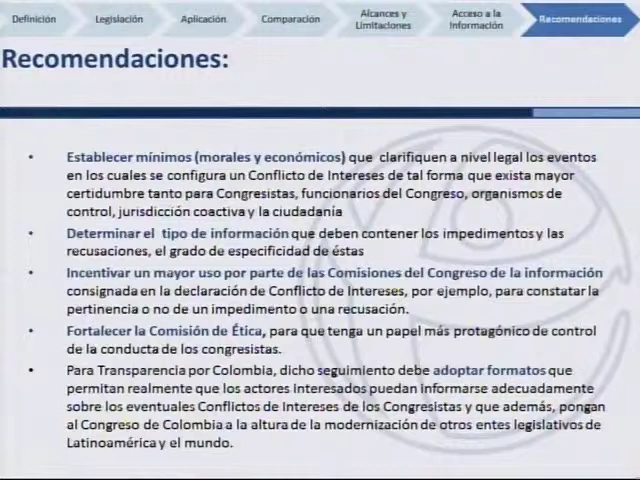 Definición
Legislación
Aplicación
Comparación
Alcances y
Limitaciones
Acceso a la
Información
Recomendaciones
Recomendaciones:
• Establecer mínimos (morales y económicos) que clarifiquen a nivel legal los eventos
en los cuales se configura un Conflicto de Intereses de tal forma que exista mayor
certidumbre tanto para Congresistas, funcionarios del Congreso, organismos de
control, jurisdicción coactiva y la ciudadanía
• Determinar el tipo de información que deben contener los impedimentos y las
recusaciones, el grado de especificidad de éstas
• Incentivar un mayor uso por parte de las Comisiones del Congreso de la información
consignada en la declaración de Conflicto de Intereses, por ejemplo, para constatar la
pertinencia o no de un impedimento o una recusación.
• Fortalecer la Comisión de Ética, para que tenga un papel más protagónico de control
de la conducta de los congresistas.
• Para Transparencia por Colombia, dicho seguimiento debe adoptar formatos que
permitan realmente que los actores interesados puedan informarse adecuadamente
sobre los eventuales Conflictos de Intereses de los Congresistas y que además, pongan
al Congreso de Colombia a la altura de la modernización de otros entes legislativos de
Latinoamérica y el mundo.